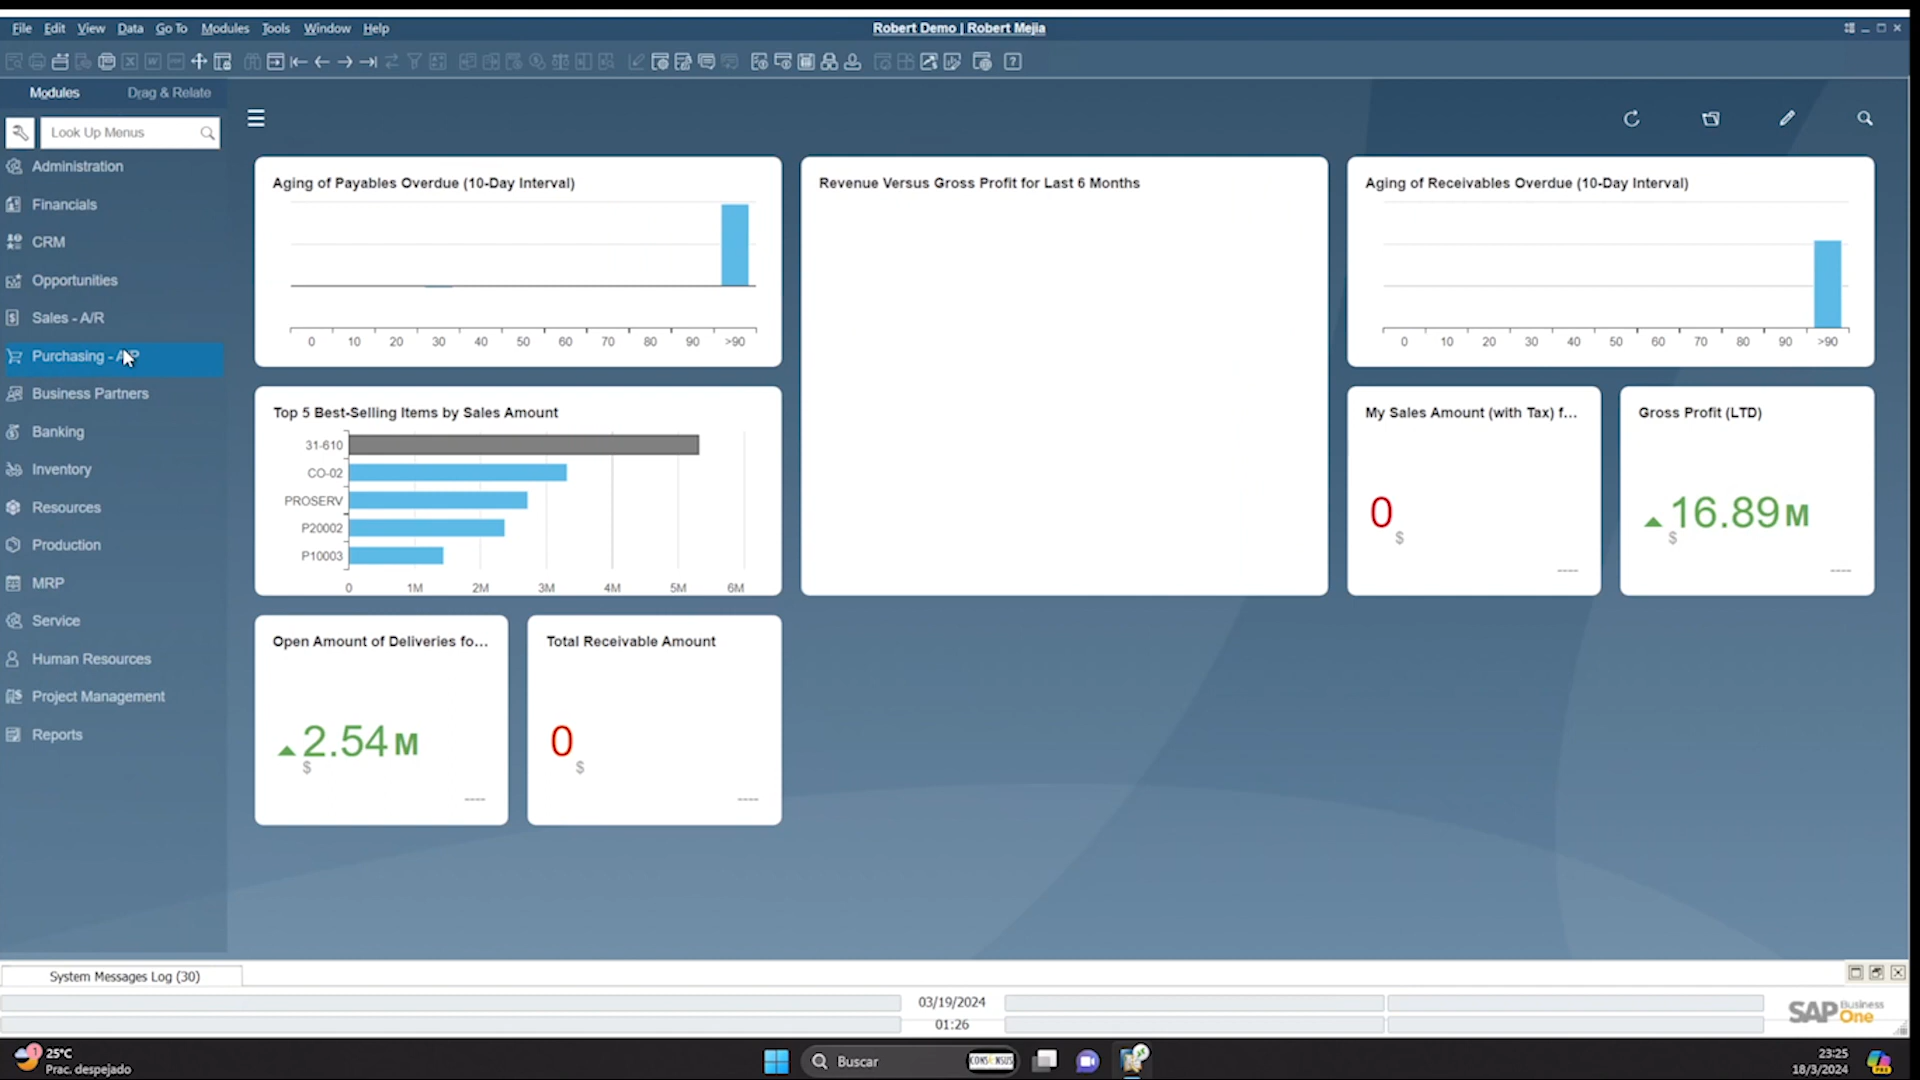 File Edit View Data Go To Modules Tools Window Help
Robert Demo | Robert Mejia
Modules Drag & Relate
Look Up Menus
Administration
Financials
CRM
Opportunities
Sales - A/R
Purchasing - A/P
Business Partners
Banking
Inventory
Resources
Production
MRP
Service
Human Resources
Project Management
Reports
Aging of Payables Overdue (10-Day Interval)
0 10 20 30 40 50 60 70 80 90 >90
Revenue Versus Gross Profit for Last 6 Months
Aging of Receivables Overdue (10-Day Interval)
0 10 20 30 40 50 60 70 80 90 >90
Top 5 Best-Selling Items by Sales Amount
31-610
CO-02
PROSERV
P20002
P10003
0 1M 2M 3M 4M 5M 6M
My Sales Amount (with Tax) f...
0
$
----
Gross Profit (LTD)
16.89 M
$
----
Open Amount of Deliveries fo...
2.54 M
$
----
Total Receivable Amount
0
$
----
System Messages Log (30)
03/19/2024
01:26
SAP Business One
1
25°C
Prac. despejado
Buscar
CONSENSUS
23:25
18/3/2024